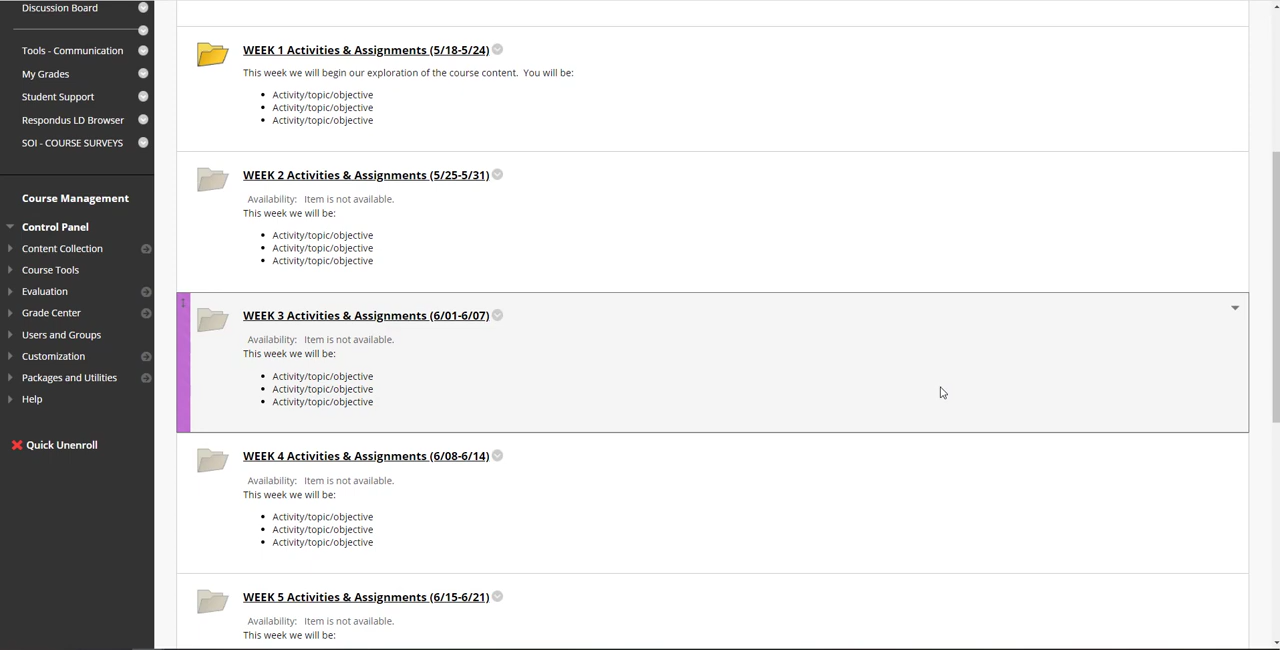 Discussion Board
Tools - Communication
My Grades
Student Support
Respondus LD Browser
SOI - COURSE SURVEYS
Course Management
Control Panel
Content Collection
Course Tools
Evaluation
Grade Center
Users and Groups
Customization
Packages and Utilities
Help
Quick Unenroll
WEEK 1 Activities & Assignments (5/18-5/24)
This week we will begin our exploration of the course content.  You will be:
Activity/topic/objective
Activity/topic/objective
Activity/topic/objective
WEEK 2 Activities & Assignments (5/25-5/31)
Availability:  Item is not available.
This week we will be:
Activity/topic/objective
Activity/topic/objective
Activity/topic/objective
WEEK 3 Activities & Assignments (6/01-6/07)
Availability:  Item is not available.
This week we will be:
Activity/topic/objective
Activity/topic/objective
Activity/topic/objective
WEEK 4 Activities & Assignments (6/08-6/14)
Availability:  Item is not available.
This week we will be:
Activity/topic/objective
Activity/topic/objective
Activity/topic/objective
WEEK 5 Activities & Assignments (6/15-6/21)
Availability:  Item is not available.
This week we will be: